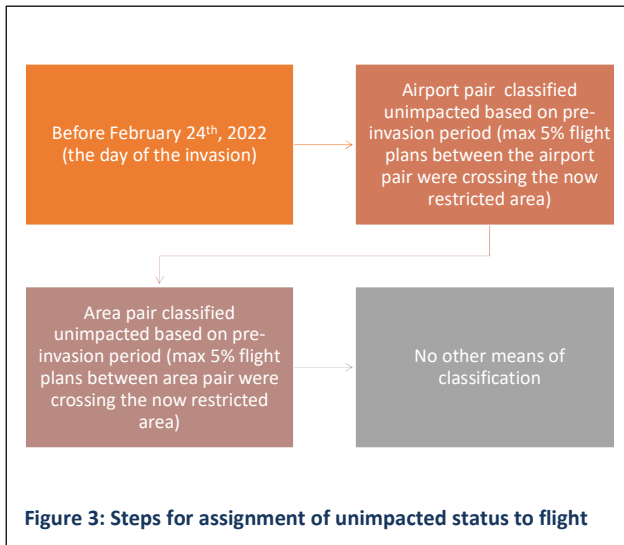 Before February 24th, 2022
(the day of the invasion)
Airport pair  classified
unimpacted based on pre-
invasion period (max 5% flight
plans between the airport
pair were crossing the now
restricted area)
Area pair classified
unimpacted based on pre-
invasion period (max 5% flight
plans between area pair were
crossing the now restricted
area)
No other means of
classification
Figure 3: Steps for assignment of unimpacted status to flight